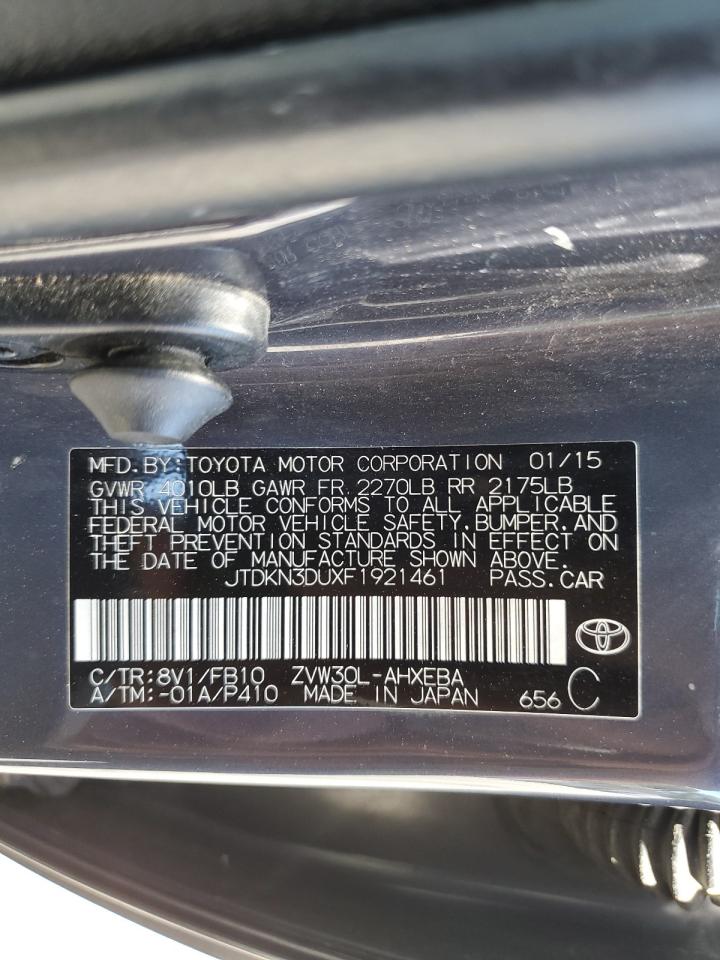 MFD. BY: TOYOTA MOTOR CORPORATION 01/15
GVWR 4010LB GAWR FR. 2270LB RR 2175LB
THIS VEHICLE CONFORMS TO ALL APPLICABLE
FEDERAL MOTOR VEHICLE SAFETY, BUMPER, AND
THEFT PREVENTION STANDARDS IN EFFECT ON
THE DATE OF MANUFACTURE SHOWN ABOVE.
JTDKN3DUXF1921461 PASS. CAR
C/TR: 8V1/FB10 ZVW30L-AHXEBA
A/TM: -01A/P410 MADE IN JAPAN 656 C